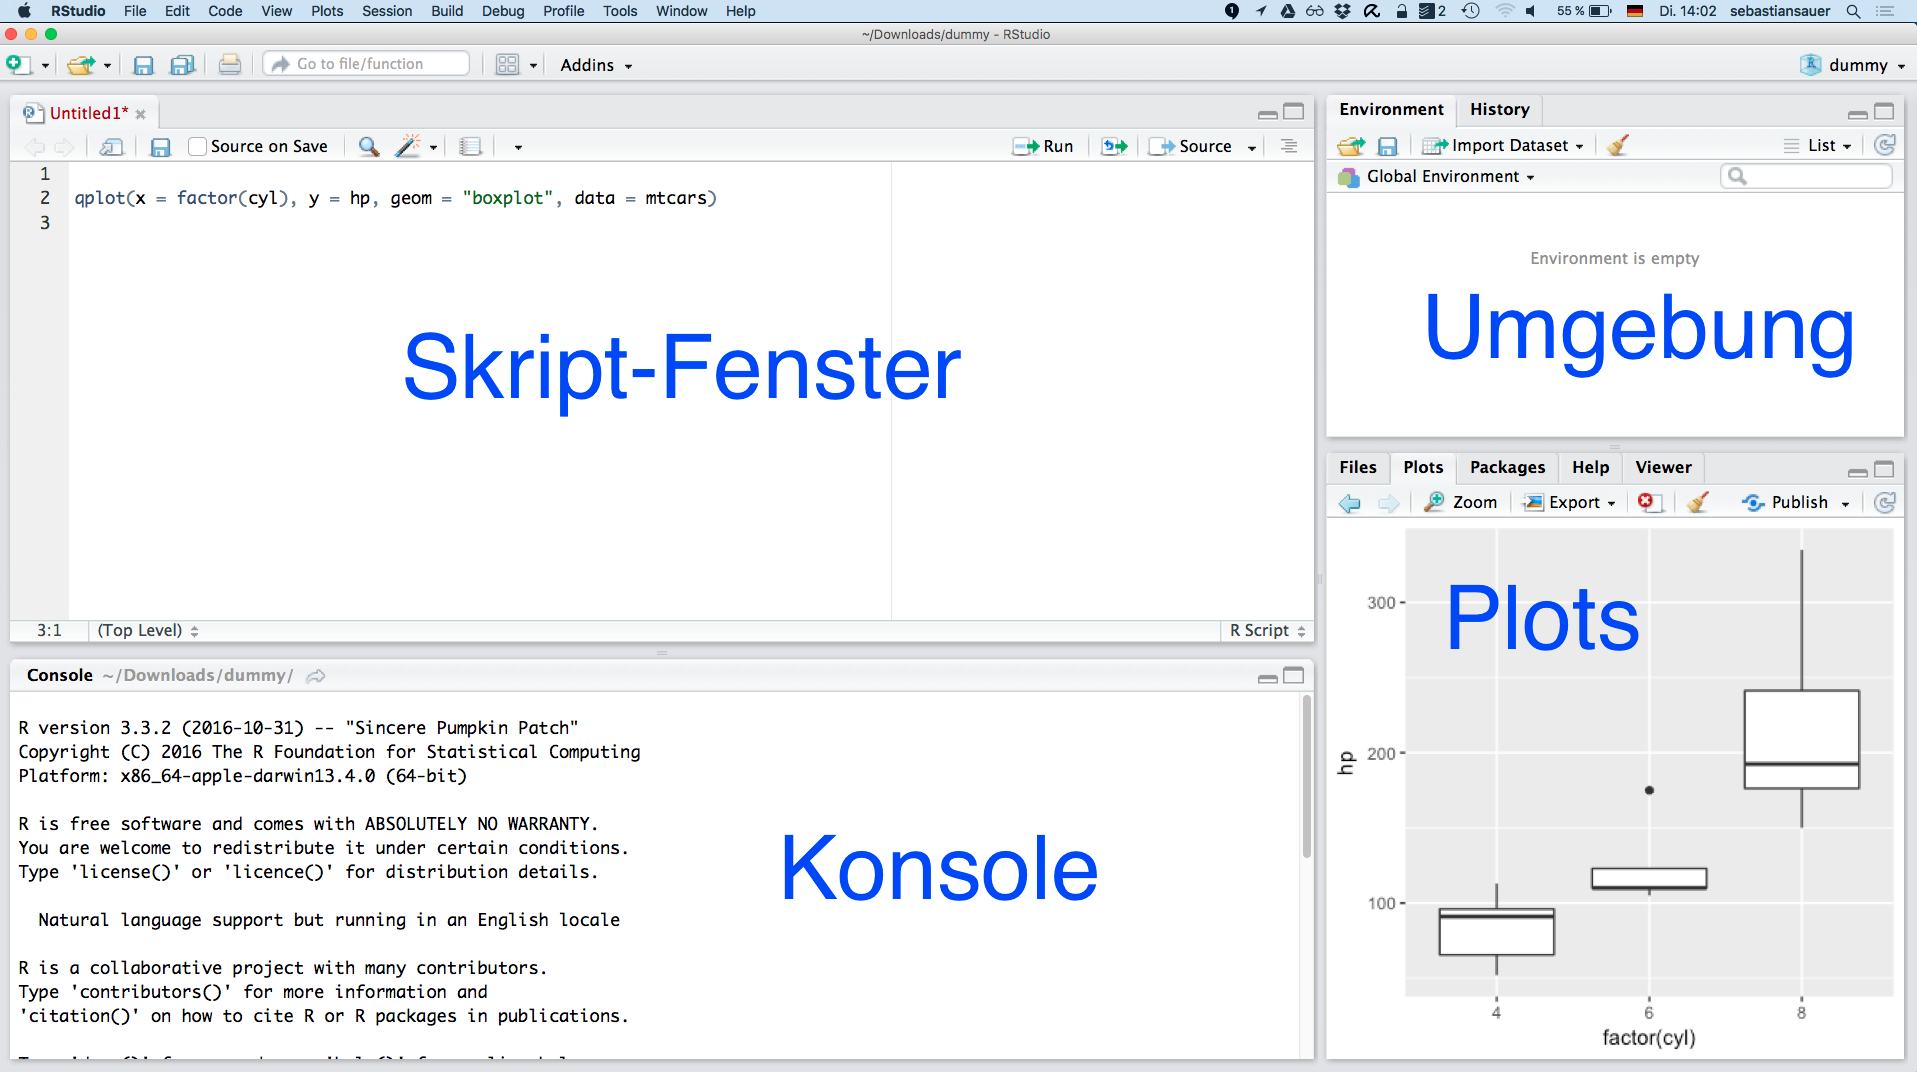 RStudio File Edit Code View Plots Session Build Debug Profile Tools Window Help 2 55 % Di. 14:02 sebastiansauer
~/Downloads/dummy - RStudio
Go to file/function Addins dummy
Untitled1*
Source on Save Run Source
1
2 qplot(x = factor(cyl), y = hp, geom = "boxplot", data = mtcars)
3
Skript-Fenster
3:1 (Top Level) R Script
Console ~/Downloads/dummy/
R version 3.3.2 (2016-10-31) -- "Sincere Pumpkin Patch"
Copyright (C) 2016 The R Foundation for Statistical Computing
Platform: x86_64-apple-darwin13.4.0 (64-bit)
R is free software and comes with ABSOLUTELY NO WARRANTY.
You are welcome to redistribute it under certain conditions.
Type 'license()' or 'licence()' for distribution details.
Natural language support but running in an English locale
R is a collaborative project with many contributors.
Type 'contributors()' for more information and
'citation()' on how to cite R or R packages in publications.
Konsole
Environment History
Import Dataset List
Global Environment
Environment is empty
Umgebung
Files Plots Packages Help Viewer
Zoom Export Publish
Plots
300
200
100
hp
4 6 8
factor(cyl)